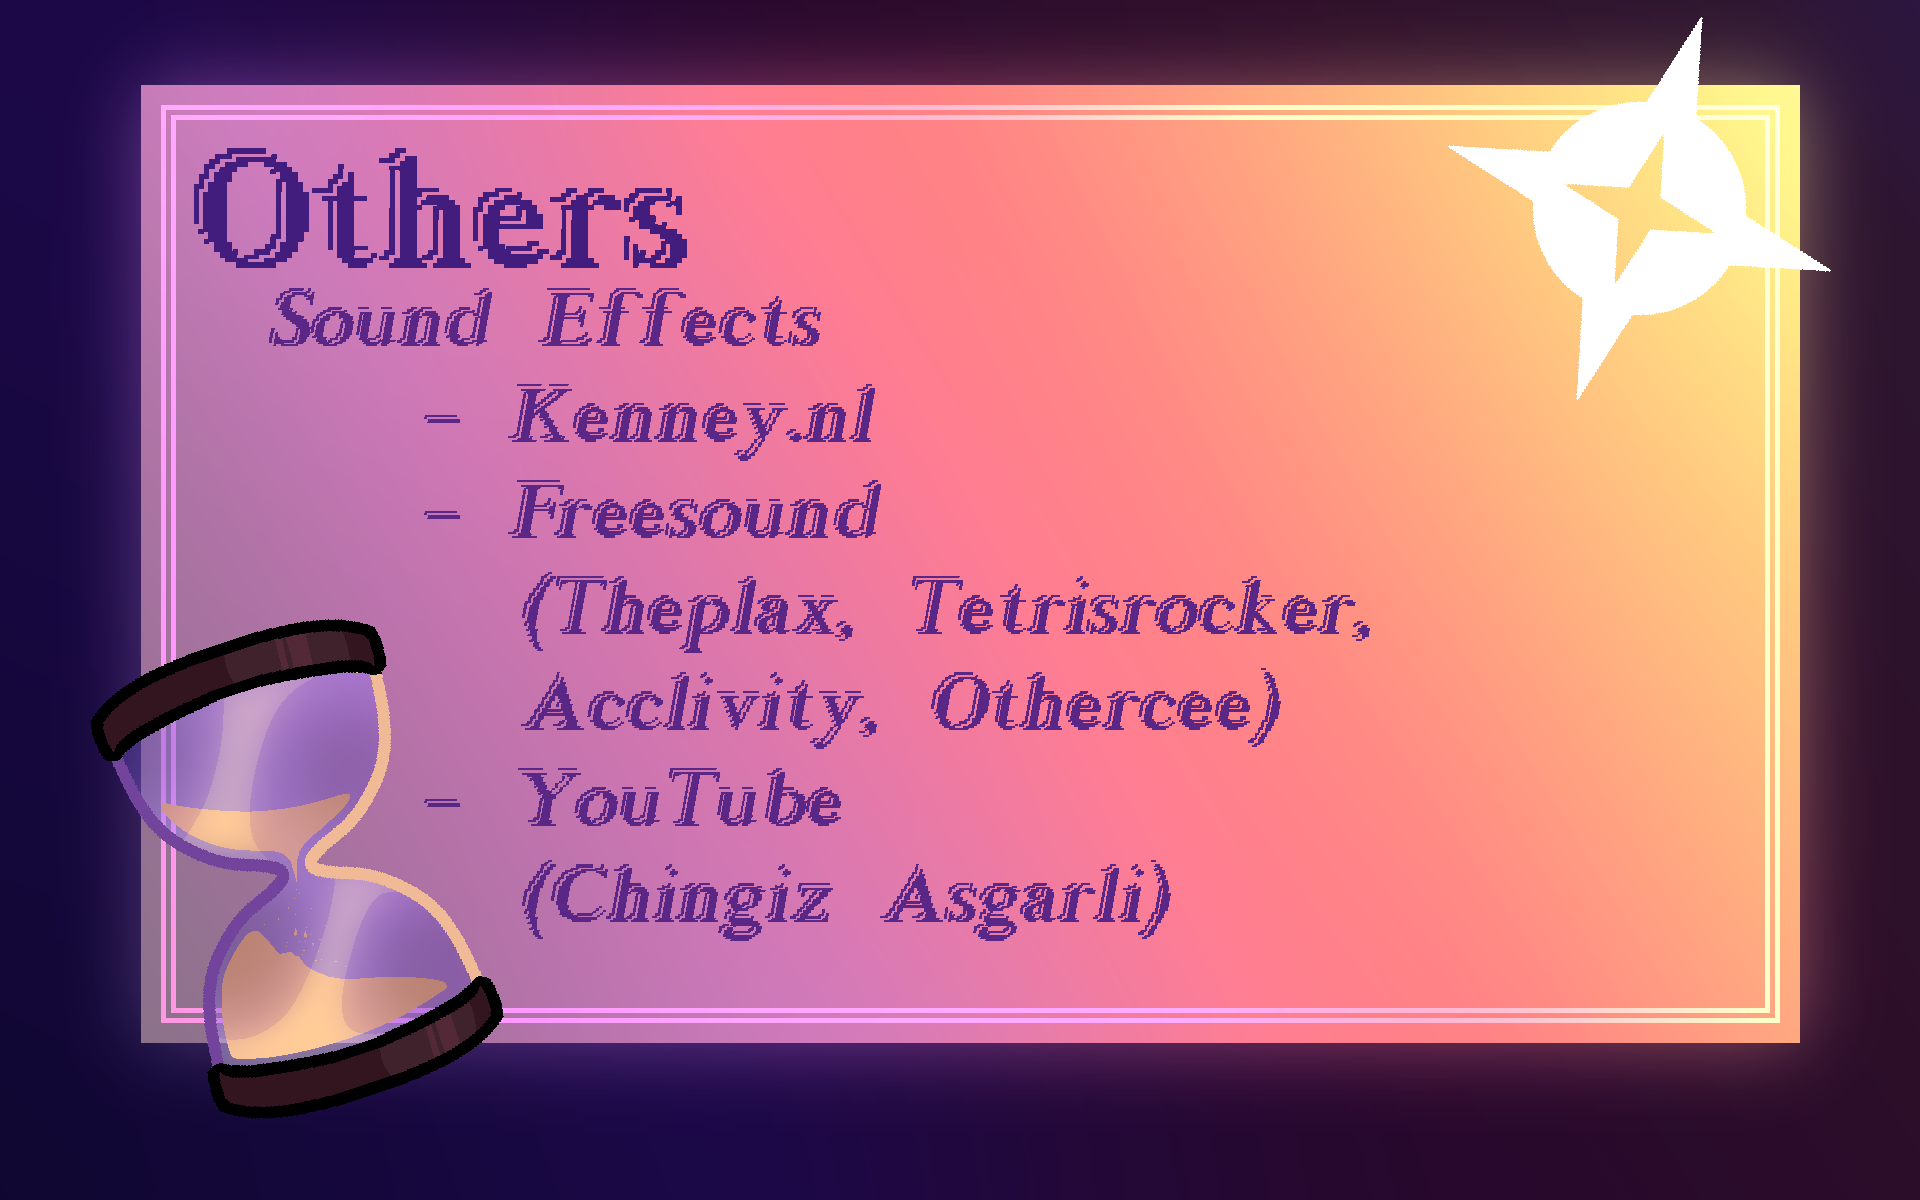 Others
Sound Effects
- Kenney.nl
- Freesound
(Theplax, Tetrisrocker,
Acclivity, Othercee)
- YouTube
(Chingiz Asgarli)